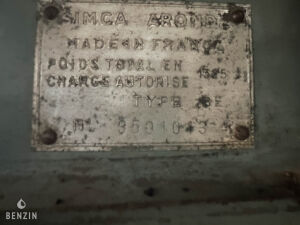 SIMCA ARONDE
MADE IN FRANCE
POIDS TOTAL EN
CHARGE AUTORISE
TYPE
N
BENZIN